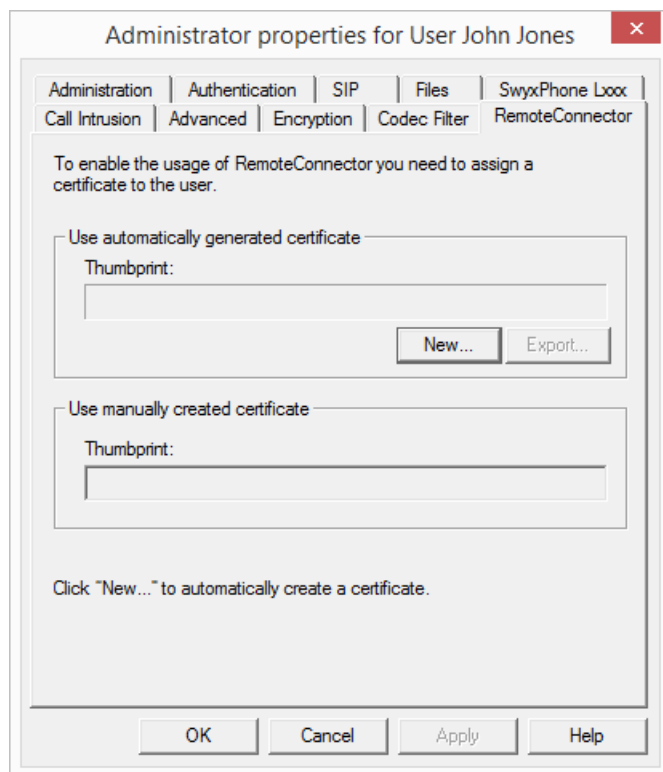 Administrator properties for User John Jones
Administration Authentication SIP Files SwyxPhone Lxxx
Call Intrusion Advanced Encryption Codec Filter RemoteConnector
To enable the usage of RemoteConnector you need to assign a
certificate to the user.
Use automatically generated certificate
Thumbprint:
New... Export...
Use manually created certificate
Thumbprint:
Click "New..." to automatically create a certificate.
OK Cancel Apply Help